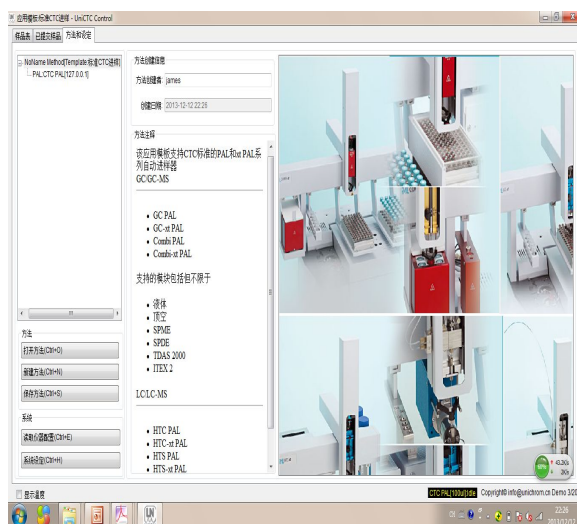 应用模板:标准CTC进样 - UniCTC Control
样品表 已提交样品 方法和设定
NoName Method[Template:标准CTC进样]
PAL:CTC PAL[127.0.0.1]
方法创建信息
方法创建者: james
创建日期: 2013-12-12 22:26
方法注释
该应用模板支持CTC标准的PAL和xt PAL系
列自动进样器
GC/GC-MS
GC PAL
GC-xt PAL
Combi PAL
Combi-xt PAL
支持的模块包括但不限于
液体
顶空
SPME
SPDE
TDAS 2000
ITEX 2
LC/LC-MS
HTC PAL
HTC-xt PAL
HTS PAL
HTS-xt PAL
方法
打开方法(Ctrl+O)
新建方法(Ctrl+N)
保存方法(Ctrl+S)
系统
读取仪器配置(Ctrl+E)
系统设定(Ctrl+H)
显示温度
CTC PAL[100ul]:Idle Copyright© info@unichrom.cn Demo 3/20
43.2K/s
2K/s
CH
22:26